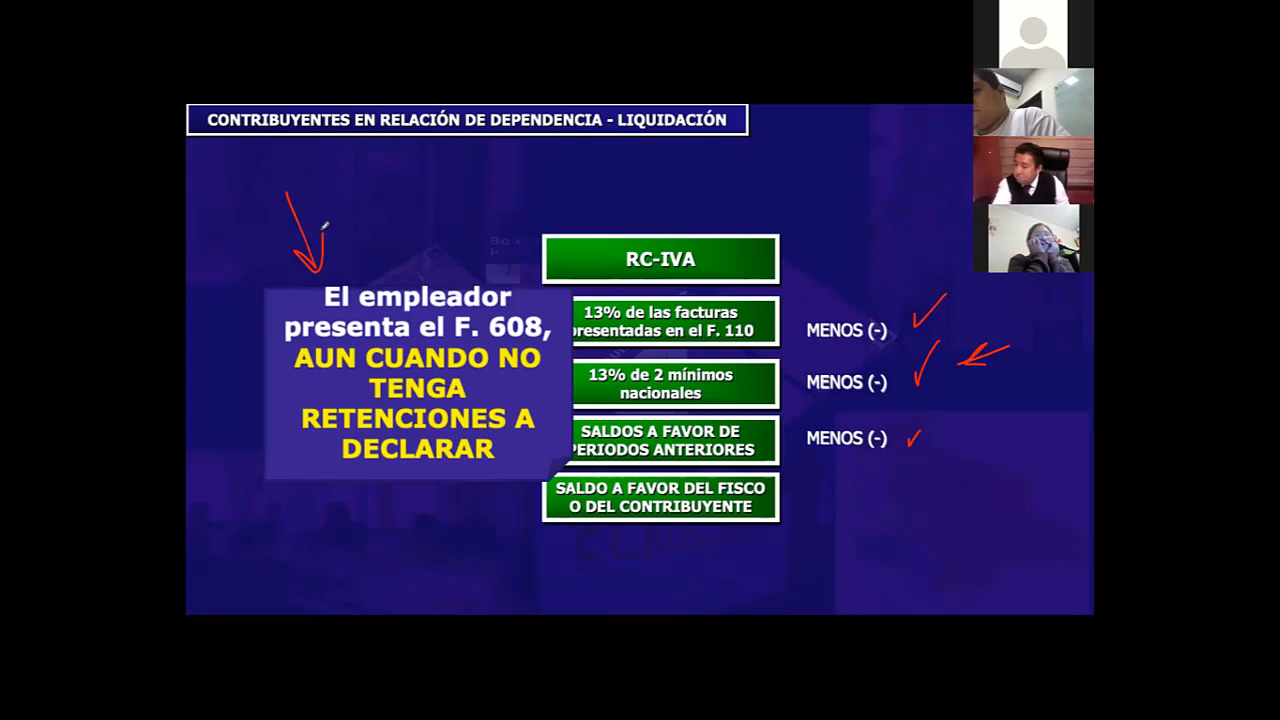 CONTRIBUYENTES EN RELACIÓN DE DEPENDENCIA - LIQUIDACIÓN
RC-IVA
El empleador
presenta el F. 608,
AUN CUANDO NO
TENGA
RETENCIONES A
DECLARAR
13% de las facturas
presentadas en el F. 110
MENOS (-)
13% de 2 mínimos
nacionales
MENOS (-)
SALDOS A FAVOR DE
PERIODOS ANTERIORES
MENOS (-)
SALDO A FAVOR DEL FISCO
O DEL CONTRIBUYENTE